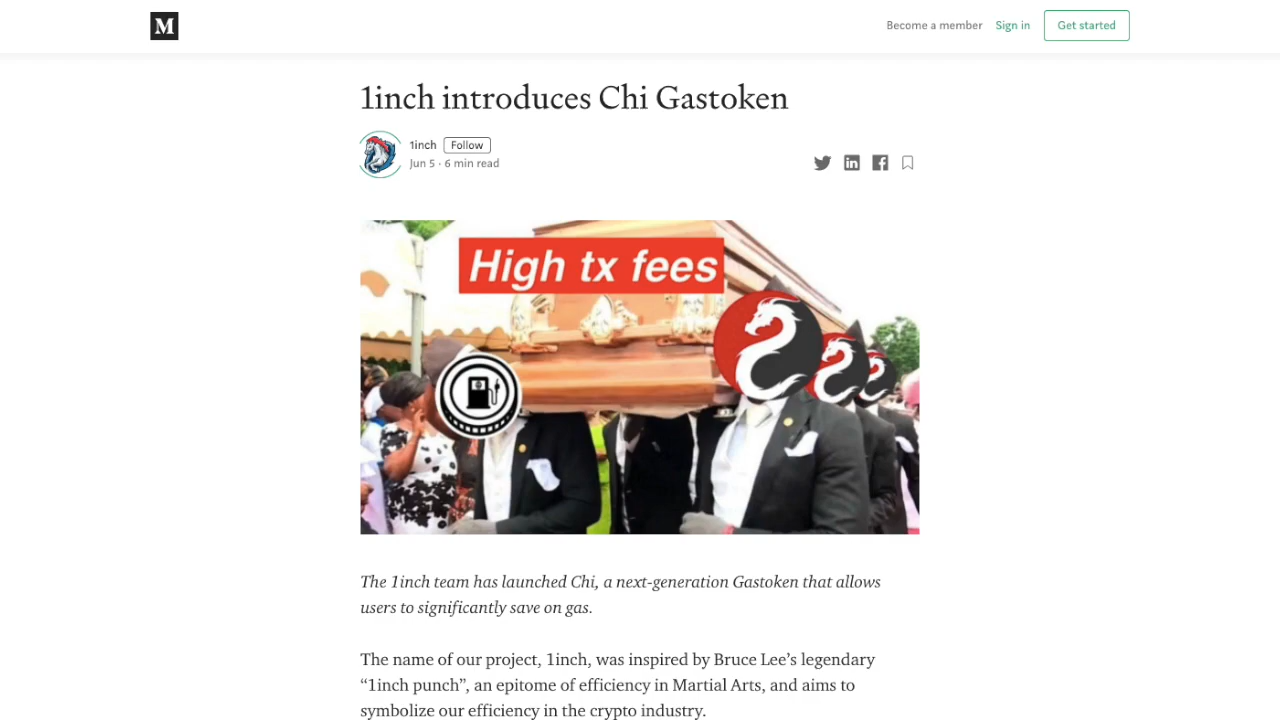 M
Become a member Sign in Get started
1inch introduces Chi Gastoken
1inch Follow
Jun 5 · 6 min read
High tx fees
The 1inch team has launched Chi, a next-generation Gastoken that allows
users to significantly save on gas.
The name of our project, 1inch, was inspired by Bruce Lee’s legendary
“1inch punch”, an epitome of efficiency in Martial Arts, and aims to
symbolize our efficiency in the crypto industry.